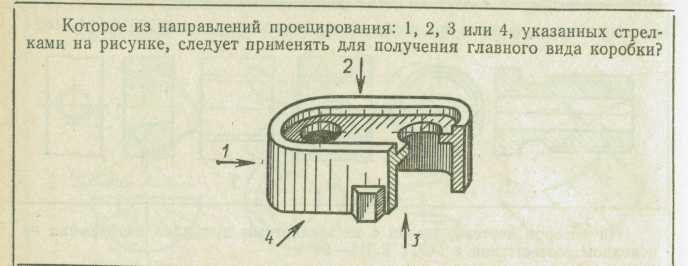 Которое из направлений проецирования: 1, 2, 3 или 4, указанных стрел-
ками на рисунке, следует применять для получения главного вида коробки?
2
1
4
3